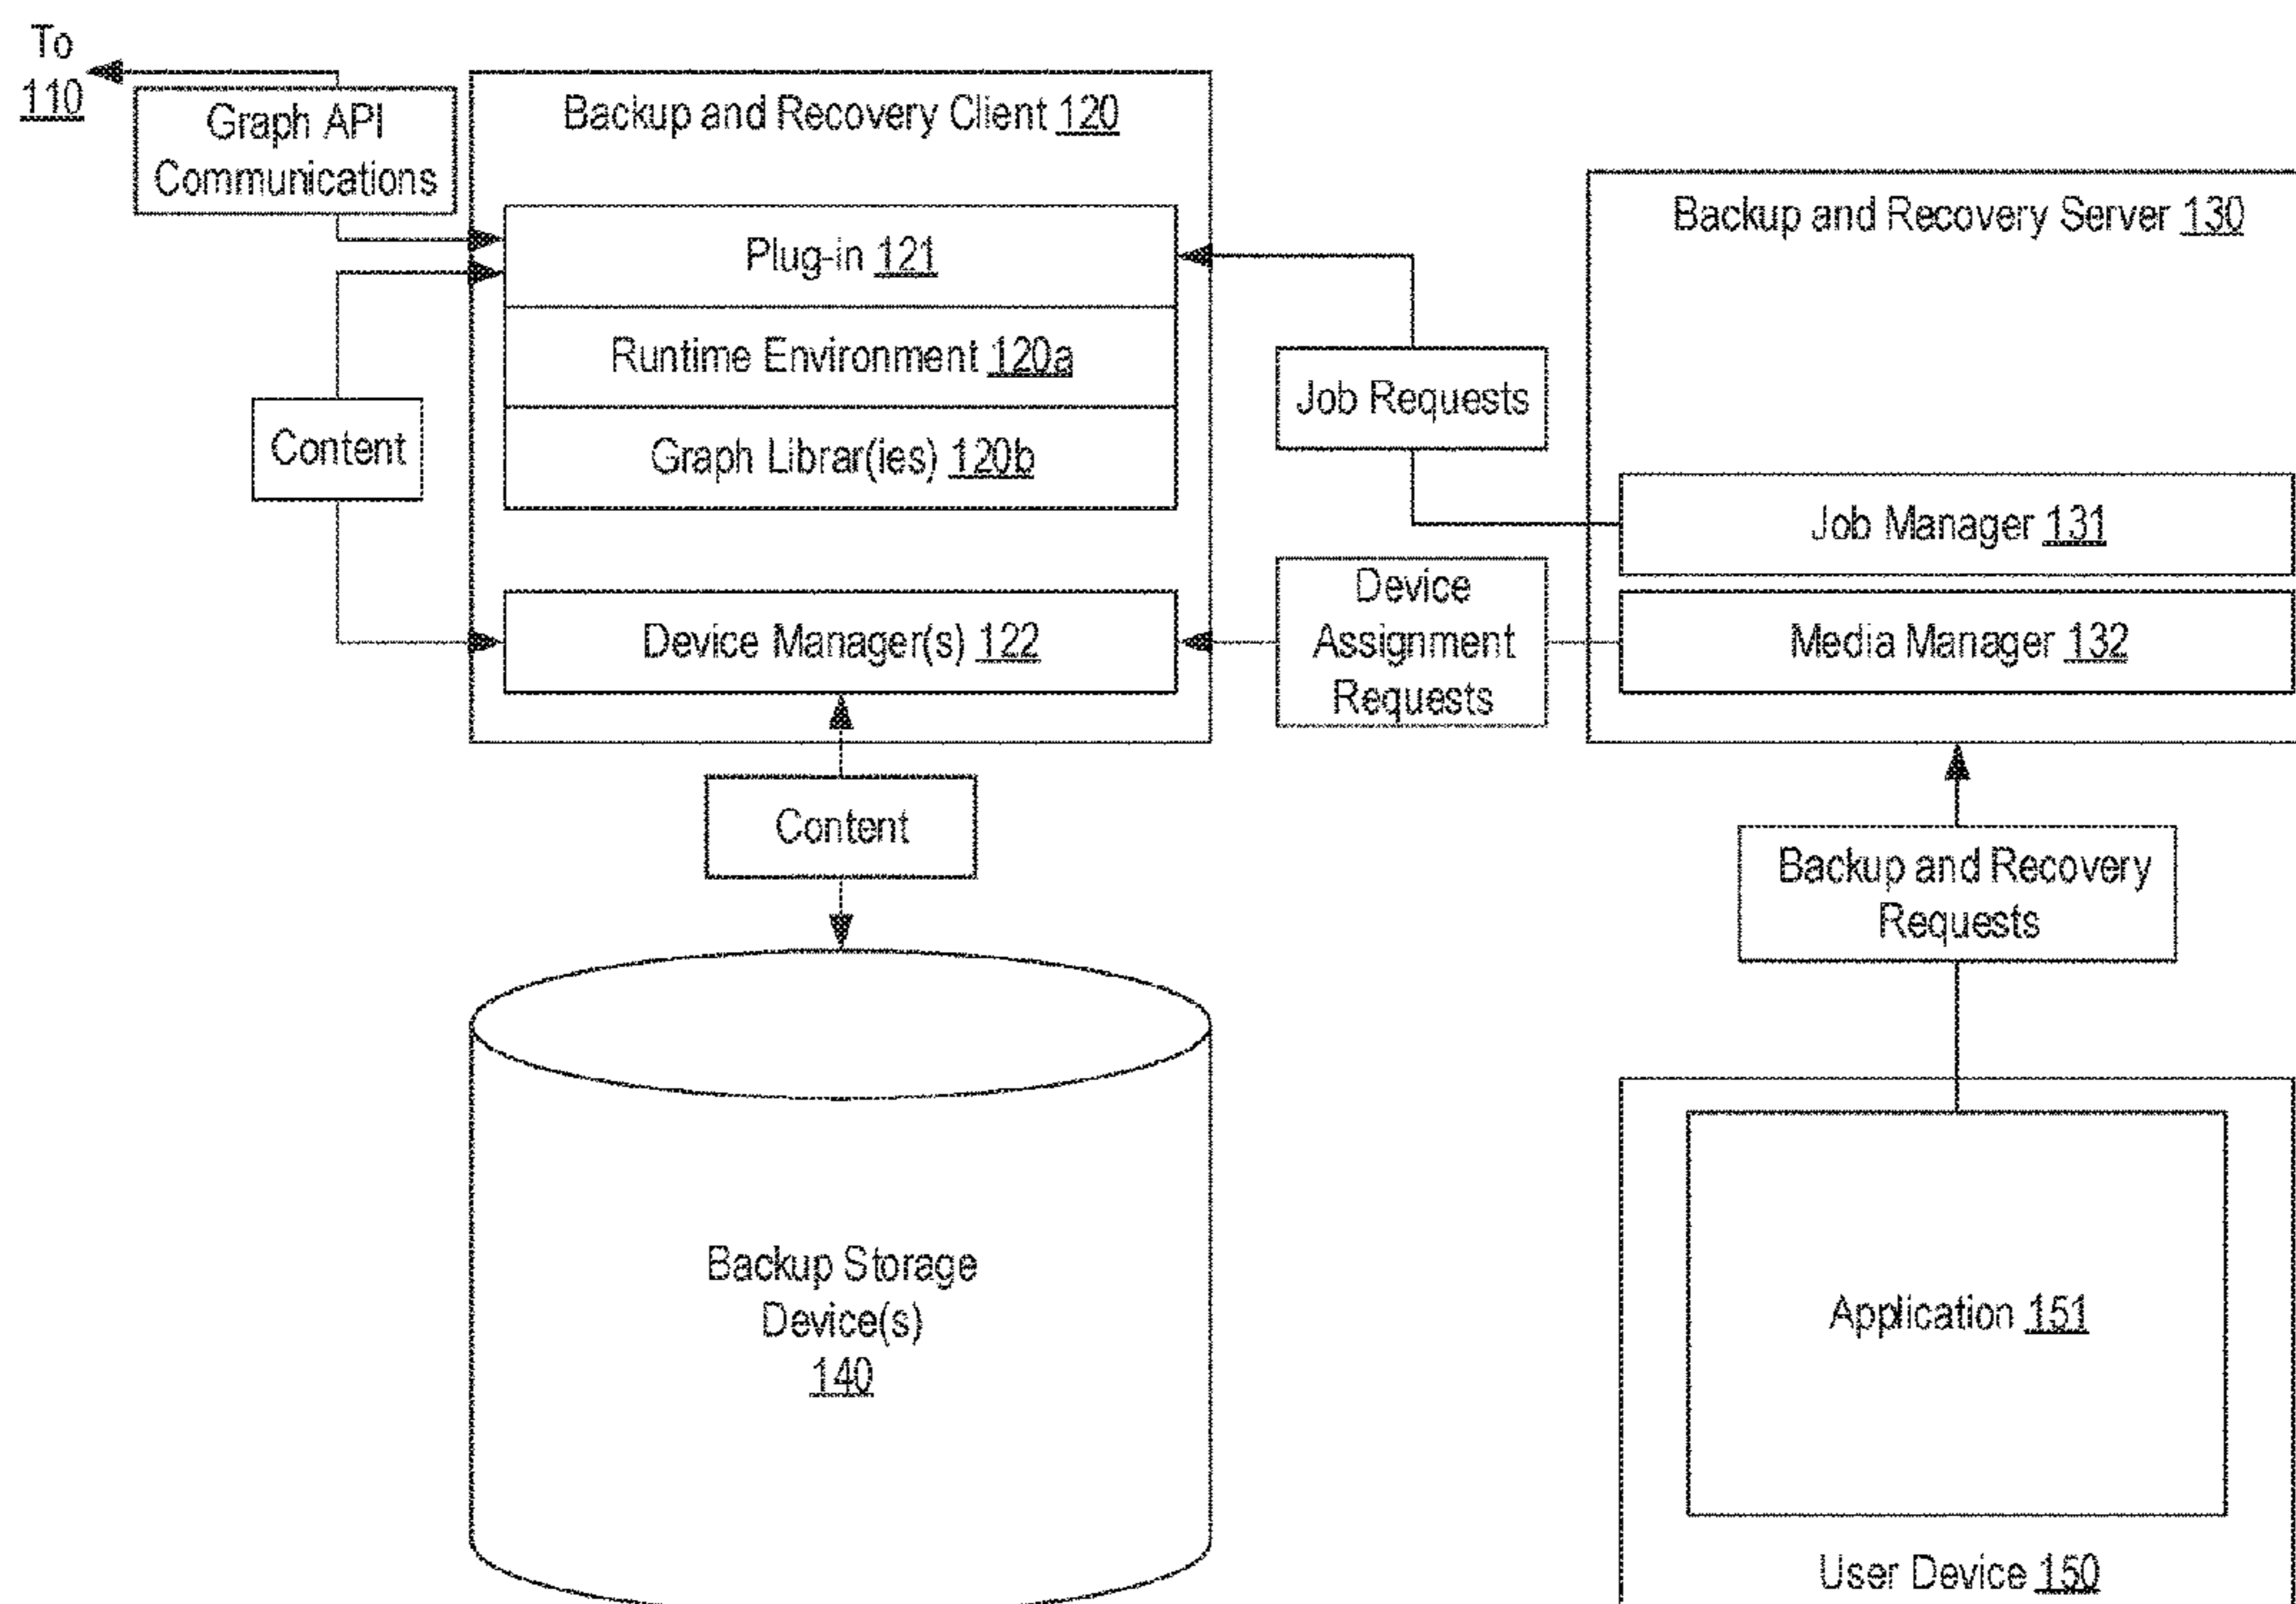 To
110
Graph API
Communications
Backup and Recovery Client 120
Plug-in 121
Runtime Environment 120a
Graph Librar(ies) 120b
Content
Device Manager(s) 122
Job Requests
Device
Assignment
Requests
Backup and Recovery Server 130
Job Manager 131
Media Manager 132
Content
Backup and Recovery
Requests
Backup Storage
Device(s)
140
Application 151
User Device 150